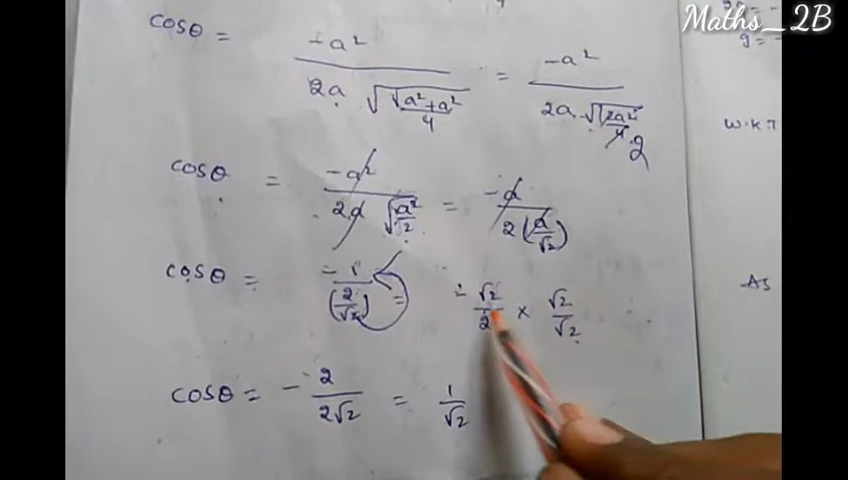 Maths_2B
cosθ = -a² / 2a √(√a²+a² / 4) = -a² / 2a.√(2a² / 4.2)
g = -
w.k.T
cosθ = -a² / 2a √(a²/2) = -a / 2(a/√2)
cosθ = -1 / (2/√2) = -√2/2 × √2/√2
As
cosθ = -2 / 2√2 = 1/√2